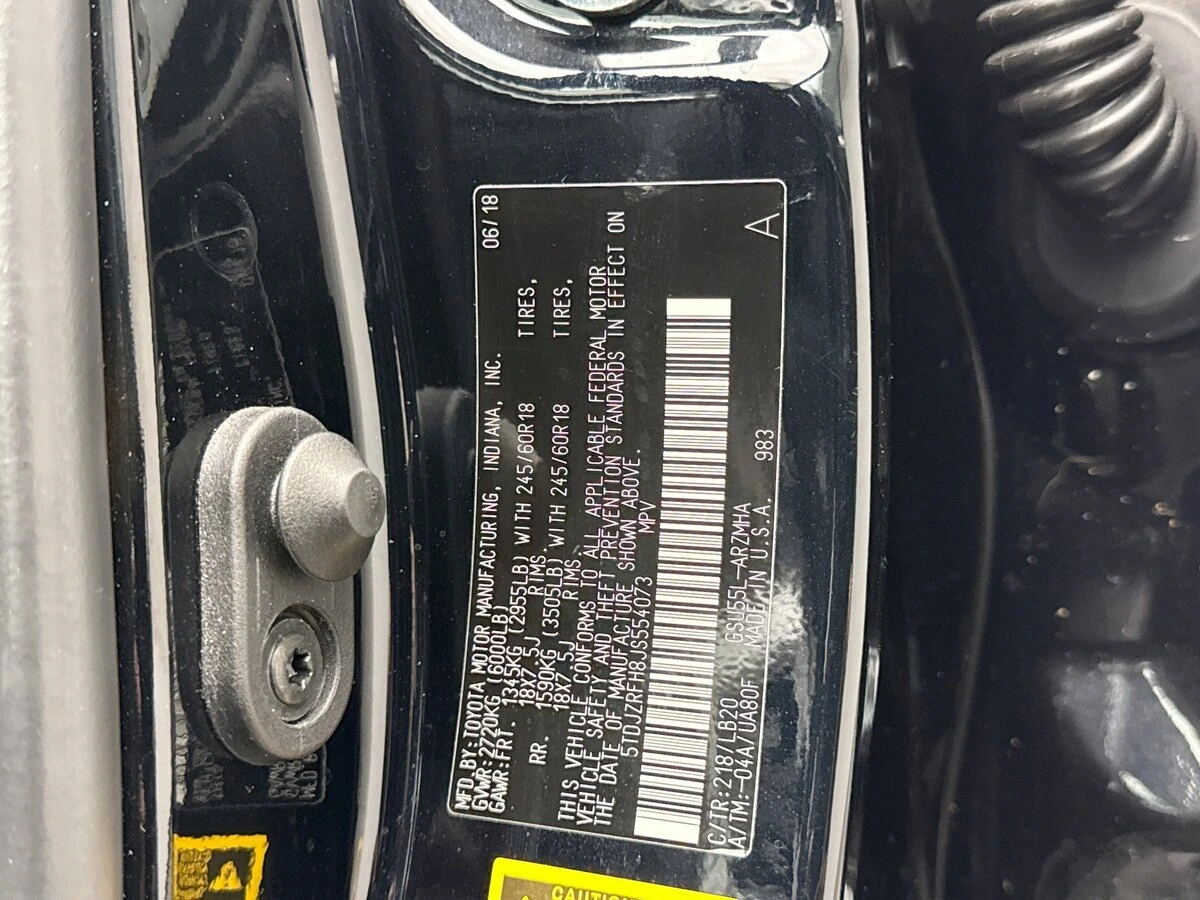 MFD.BY:TOYOTA MOTOR MANUFACTURING, INDIANA, INC. 06/18
GVWR:2720KG (6000LB)
GAWR:FRT. 1345KG (2955LB) WITH 245/60R18 TIRES,
18X7.5J RIMS.
RR. 1590KG (3505LB) WITH 245/60R18 TIRES,
18X7.5J RIMS.
THIS VEHICLE CONFORMS TO ALL APPLICABLE FEDERAL MOTOR
VEHICLE SAFETY AND THEFT PREVENTION STANDARDS IN EFFECT ON
THE DATE OF MANUFACTURE SHOWN ABOVE.
5TDJZRFH8JS554073 MPV
C/TR:218/LB20 GSU55L-ARZMHA 983
A/TM:-04A/UA80F MADE IN U.S.A. A
CAUTION